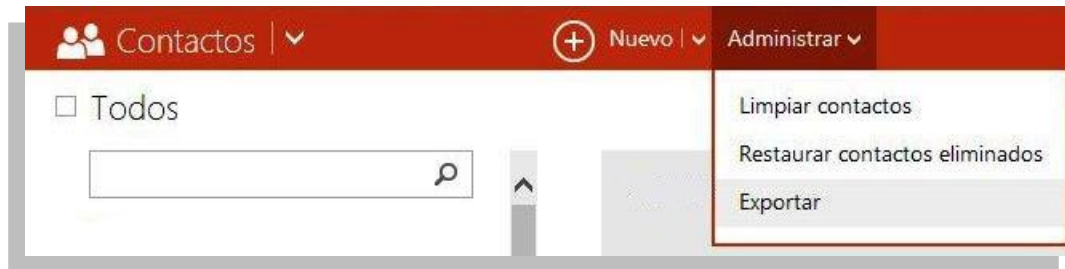 Contactos
Nuevo
Administrar
Todos
Limpiar contactos
Restaurar contactos eliminados
Exportar